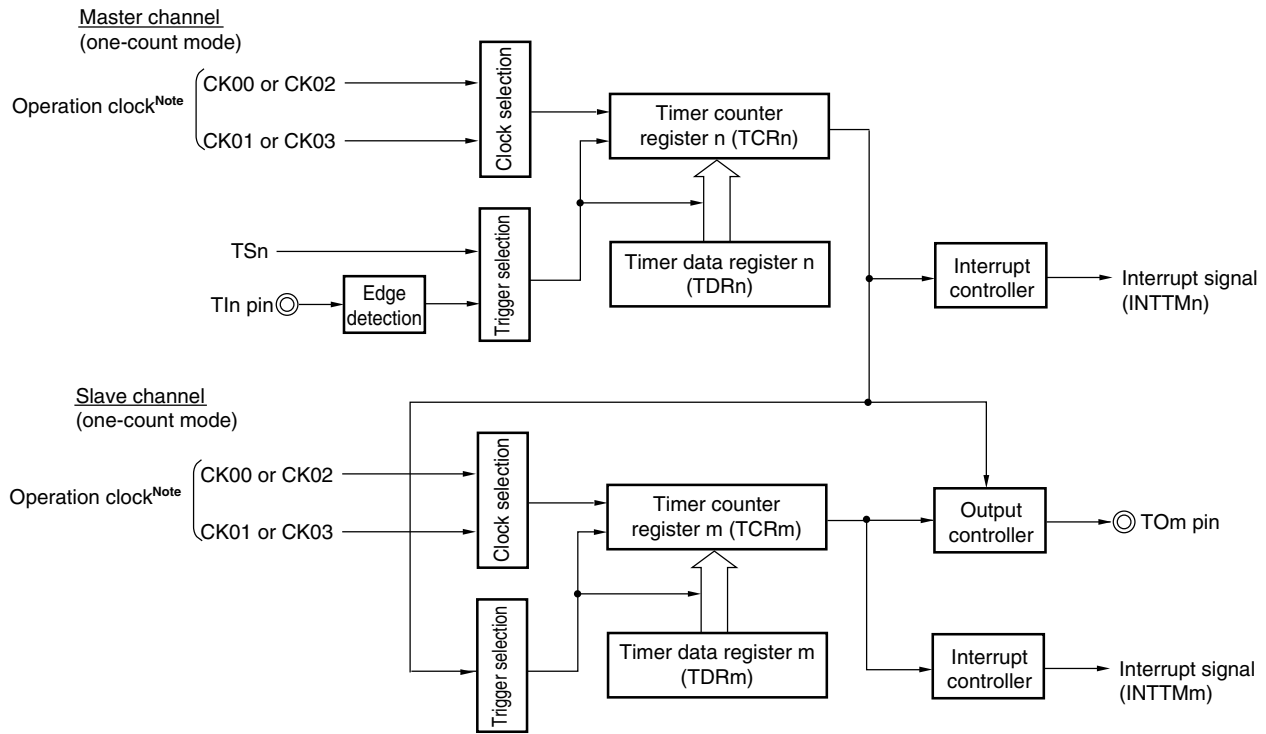 Master channel
(one-count mode)
Operation clockNote
CK00 or CK02
CK01 or CK03
Clock selection
Timer counter
register n (TCRn)
TSn
TIn pin
Edge
detection
Trigger selection
Timer data register n
(TDRn)
Interrupt
controller
Interrupt signal
(INTTMn)
Slave channel
(one-count mode)
Operation clockNote
CK00 or CK02
CK01 or CK03
Clock selection
Timer counter
register m (TCRm)
Output
controller
TOm pin
Trigger selection
Timer data register m
(TDRm)
Interrupt
controller
Interrupt signal
(INTTMm)